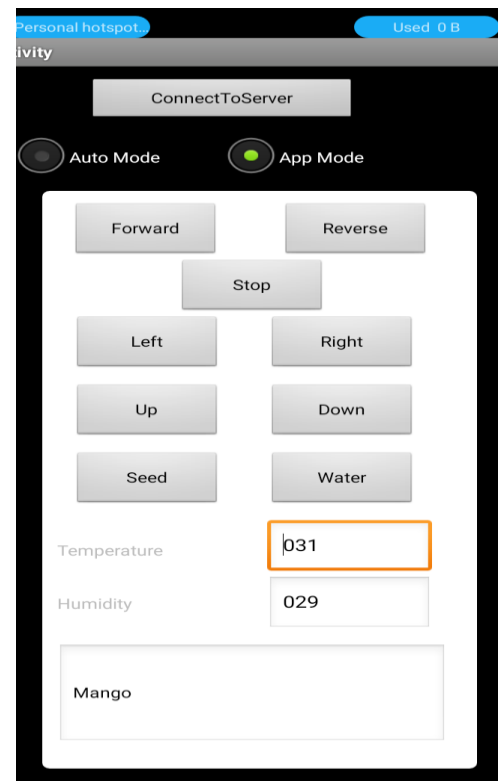 Personal hotspot... Used 0 B
ivity
ConnectToServer
Auto Mode App Mode
Forward Reverse
Stop
Left Right
Up Down
Seed Water
Temperature 031
Humidity 029
Mango